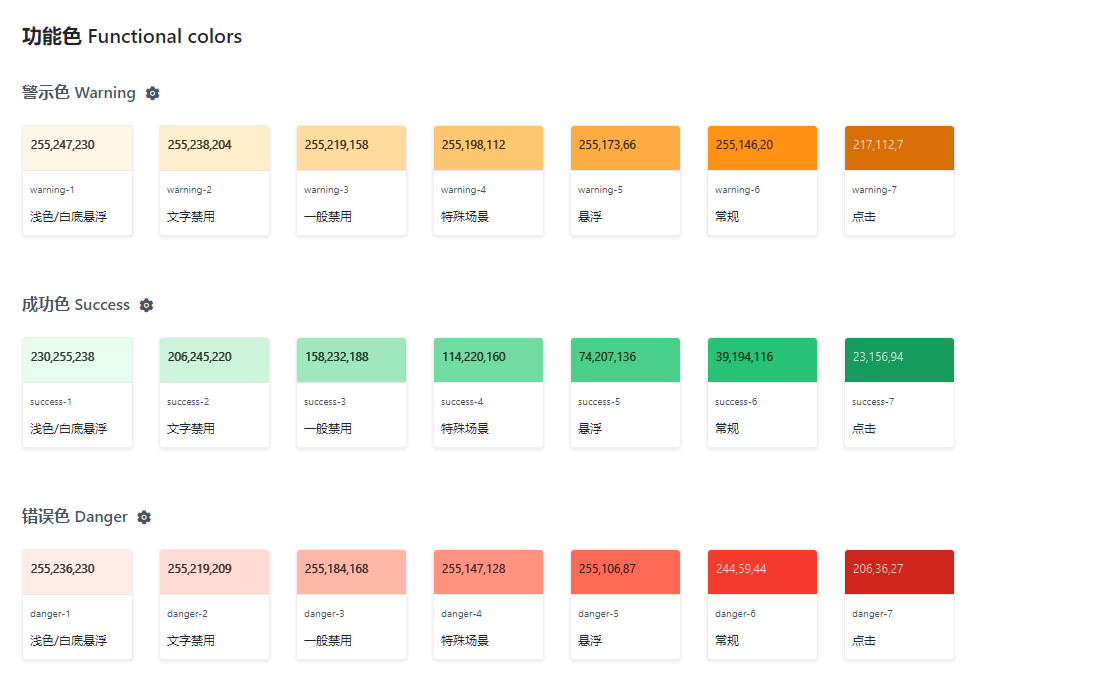 功能色 Functional colors
警示色 Warning
255,247,230 255,238,204 255,219,158 255,198,112 255,173,66 255,146,20 217,112,7
warning-1 warning-2 warning-3 warning-4 warning-5 warning-6 warning-7
浅色/白底悬浮 文字禁用 一般禁用 特殊场景 悬浮 常规 点击
成功色 Success
230,255,238 206,245,220 158,232,188 114,220,160 74,207,136 39,194,116 23,156,94
success-1 success-2 success-3 success-4 success-5 success-6 success-7
浅色/白底悬浮 文字禁用 一般禁用 特殊场景 悬浮 常规 点击
错误色 Danger
255,236,230 255,219,209 255,184,168 255,147,128 255,106,87 244,59,44 206,36,27
danger-1 danger-2 danger-3 danger-4 danger-5 danger-6 danger-7
浅色/白底悬浮 文字禁用 一般禁用 特殊场景 悬浮 常规 点击